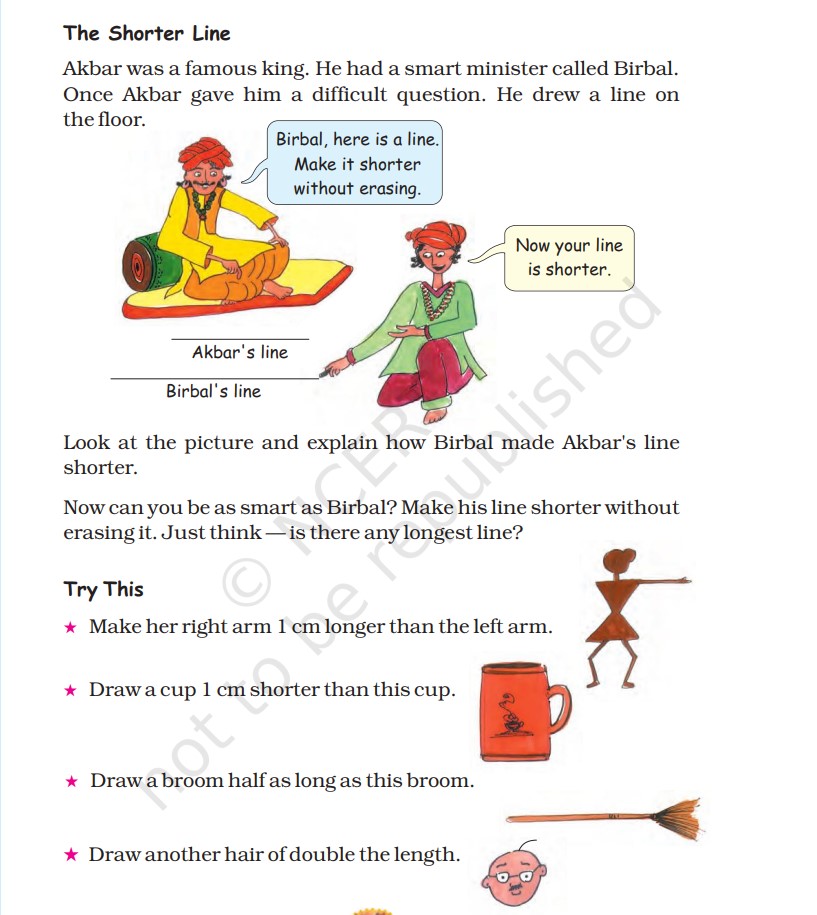 The Shorter Line
Akbar was a famous king. He had a smart minister called Birbal.
Once Akbar gave him a difficult question. He drew a line on
the floor.
Birbal, here is a line.
Make it shorter
without erasing.
Now your line
is shorter.
Akbar's line
Birbal's line
Look at the picture and explain how Birbal made Akbar's line
shorter.
Now can you be as smart as Birbal? Make his line shorter without
erasing it. Just think — is there any longest line?
Try This
★ Make her right arm 1 cm longer than the left arm.
★ Draw a cup 1 cm shorter than this cup.
★ Draw a broom half as long as this broom.
★ Draw another hair of double the length.
© NCER
not to be republished